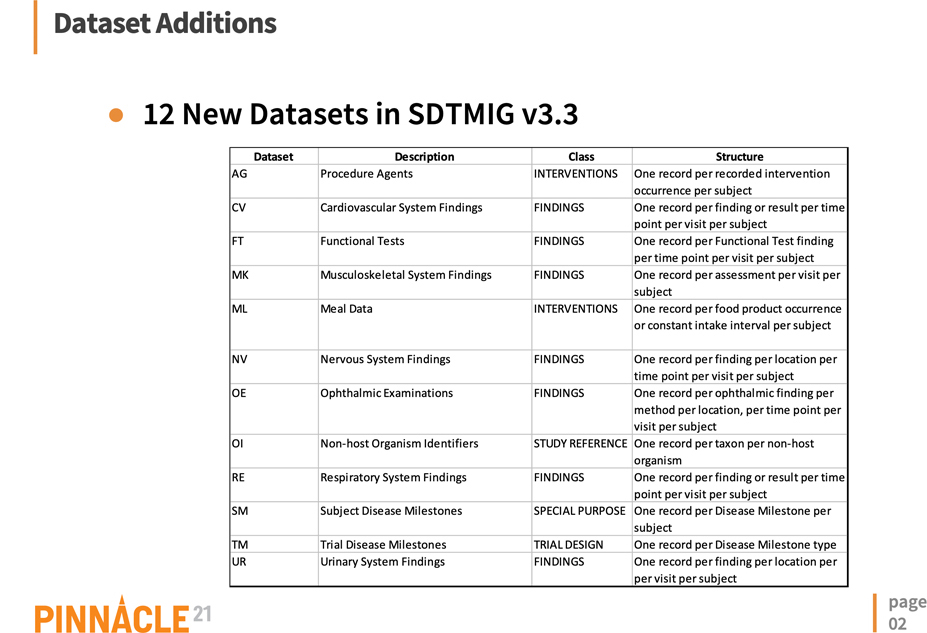 Dataset Additions
● 12 New Datasets in SDTMIG v3.3
Dataset Description Class Structure
AG Procedure Agents INTERVENTIONS One record per recorded intervention
occurrence per subject
CV Cardiovascular System Findings FINDINGS One record per finding or result per time
point per visit per subject
FT Functional Tests FINDINGS One record per Functional Test finding
per time point per visit per subject
MK Musculoskeletal System Findings FINDINGS One record per assessment per visit per
subject
ML Meal Data INTERVENTIONS One record per food product occurrence
or constant intake interval per subject
NV Nervous System Findings FINDINGS One record per finding per location per
time point per visit per subject
OE Ophthalmic Examinations FINDINGS One record per ophthalmic finding per
method per location, per time point per
visit per subject
OI Non-host Organism Identifiers STUDY REFERENCE One record per taxon per non-host
organism
RE Respiratory System Findings FINDINGS One record per finding or result per time
point per visit per subject
SM Subject Disease Milestones SPECIAL PURPOSE One record per Disease Milestone per
subject
TM Trial Disease Milestones TRIAL DESIGN One record per Disease Milestone type
UR Urinary System Findings FINDINGS One record per finding per location per
per visit per subject
PINNACLE 21
page
02